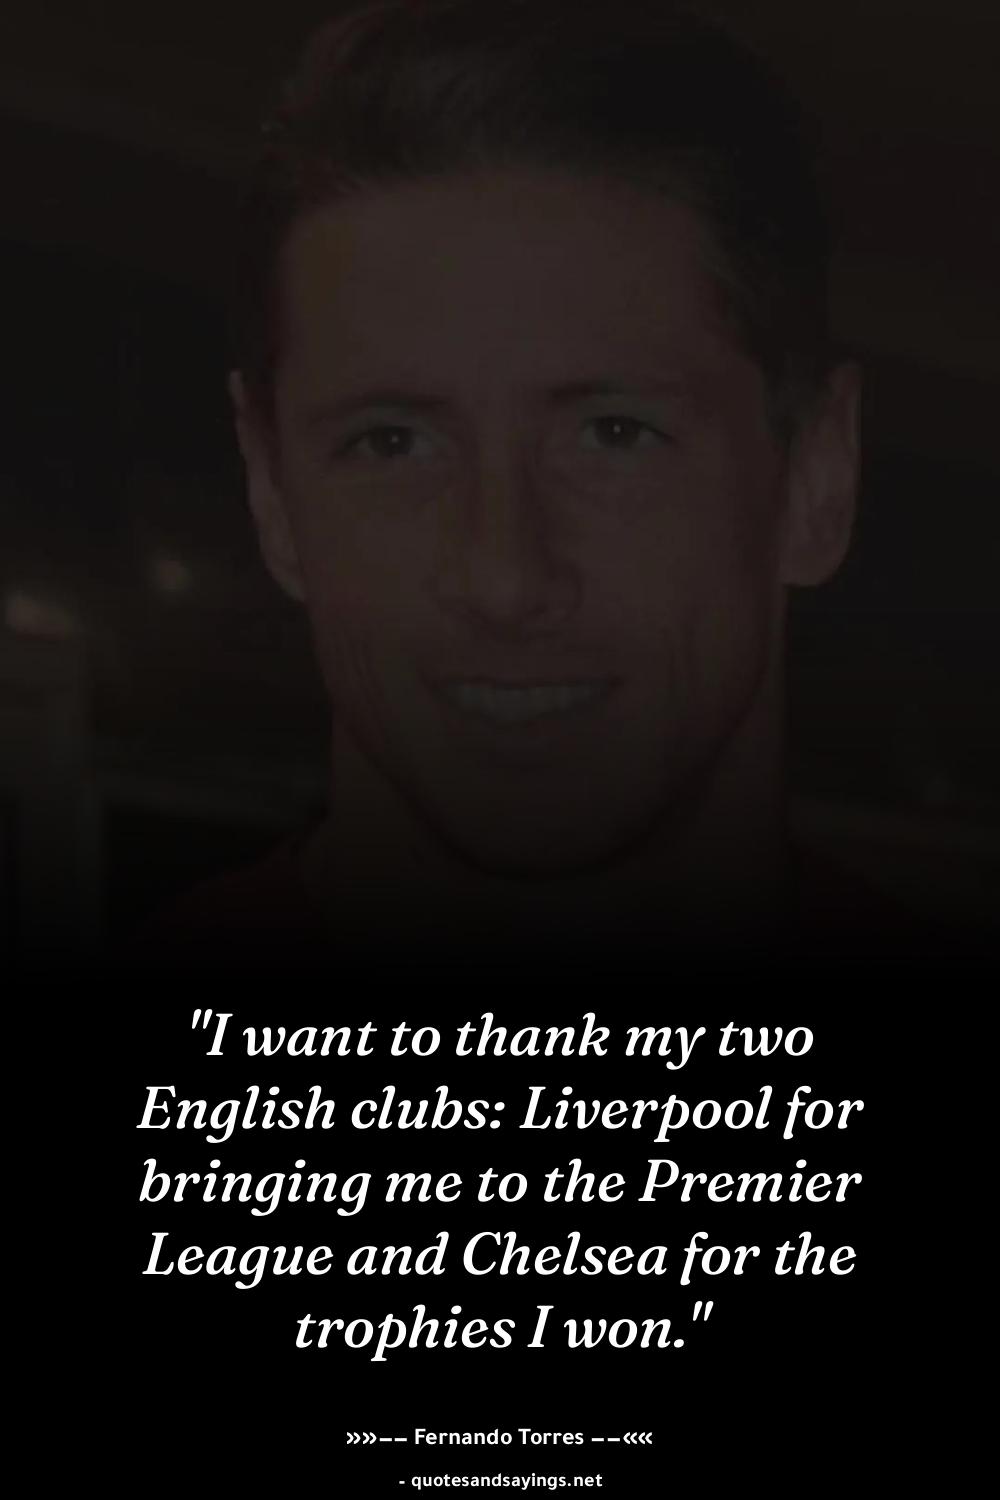 "I want to thank my two
English clubs: Liverpool for
bringing me to the Premier
League and Chelsea for the
trophies I won."
»»−− Fernando Torres −−««
- quotesandsayings.net